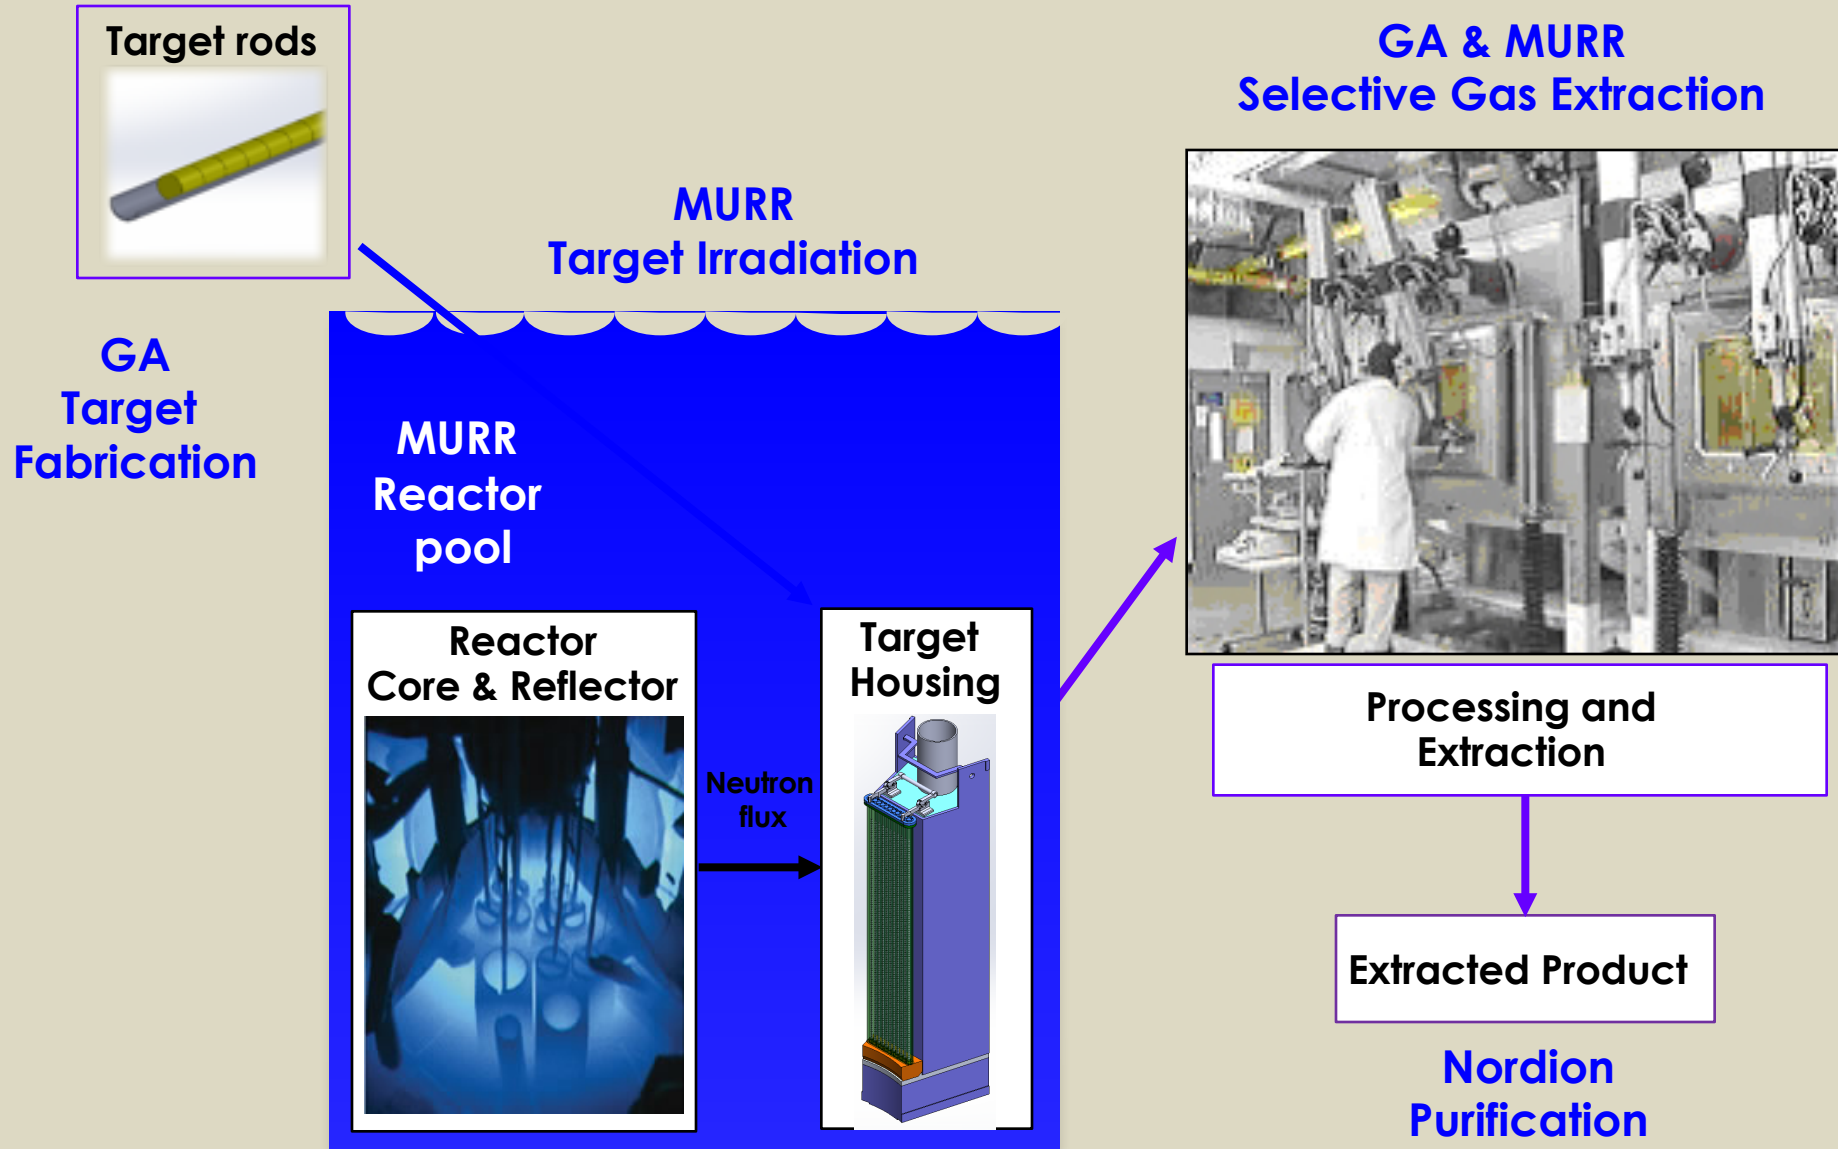 Target rods
GA
Target
Fabrication
MURR
Target Irradiation
MURR
Reactor
pool
Reactor
Core & Reflector
Neutron
flux
Target
Housing
GA & MURR
Selective Gas Extraction
Processing and
Extraction
Extracted Product
Nordion
Purification